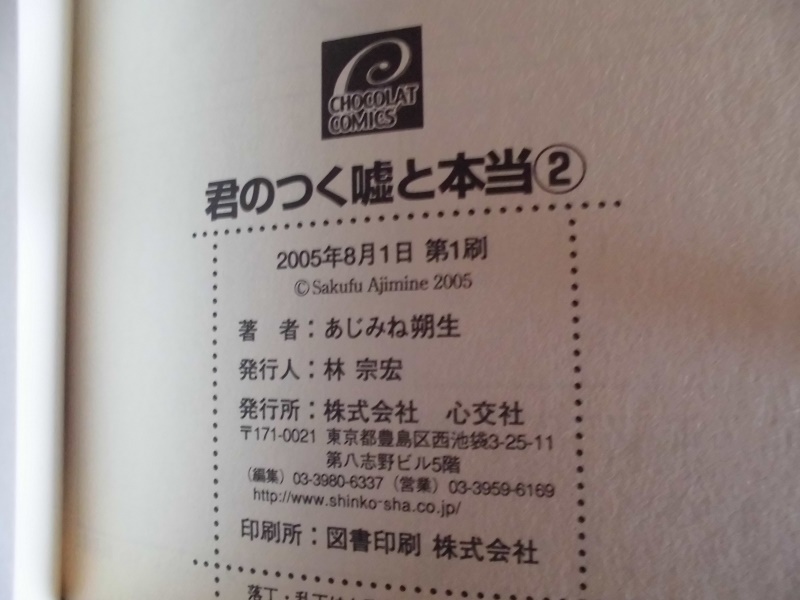 CHOCOLAT
COMICS
君のつく嘘と本当②
2005年8月1日 第1刷
©Sakufu Ajimine 2005
著 者：あじみね朔生
発行人：林 宗宏
発行所：株式会社 心交社
〒171-0021 東京都豊島区西池袋3-25-11
第八志野ビル5階
（編集）03-3980-6337（営業）03-3959-6169
http://www.shinko-sha.co.jp/
印刷所：図書印刷 株式会社
落丁・乱丁